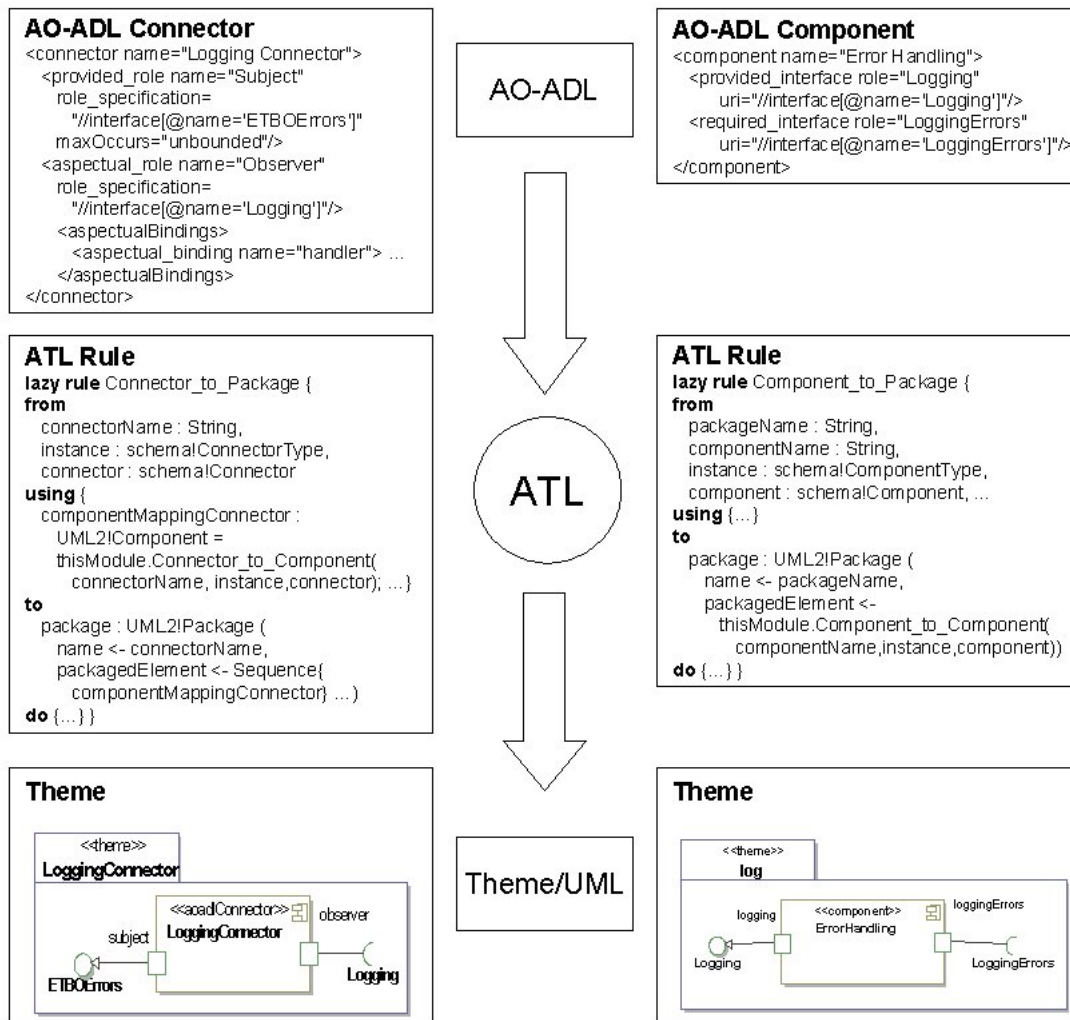 AO-ADL Connector
<connector name="Logging Connector">
<provided_role name="Subject"
role_specification=
"//interface[@name='ETBOErrors']"
maxOccurs="unbounded"/>
<aspectual_role name="Observer"
role_specification=
"//interface[@name='Logging']"/>
<aspectualBindings>
<aspectual_binding name="handler"> ...
</aspectualBindings>
</connector>
AO-ADL
AO-ADL Component
<component name="Error Handling">
<provided_interface role="Logging"
uri="//interface[@name='Logging']"/>
<required_interface role="LoggingErrors"
uri="//interface[@name='LoggingErrors']"/>
</component>
ATL Rule
lazy rule Connector_to_Package {
from
connectorName : String,
instance : schema!ConnectorType,
connector : schema!Connector
using {
componentMappingConnector :
UML2!Component =
thisModule.Connector_to_Component(
connectorName, instance,connector); ...}
to
package : UML2!Package (
name <- connectorName,
packagedElement <- Sequence{
componentMappingConnector} ...)
do {...} }
ATL
ATL Rule
lazy rule Component_to_Package {
from
packageName : String,
componentName : String,
instance : schema!ComponentType,
component : schema!Component, ...
using {...}
to
package : UML2!Package (
name <- packageName,
packagedElement <-
thisModule.Component_to_Component(
componentName,instance,component))
do {...} }
Theme
<<theme>>
LoggingConnector
<<aoadlConnector>>
LoggingConnector
subject
observer
ETBOErrors
Logging
Theme/UML
Theme
<<theme>>
log
<<component>>
ErrorHandling
logging
loggingErrors
Logging
LoggingErrors